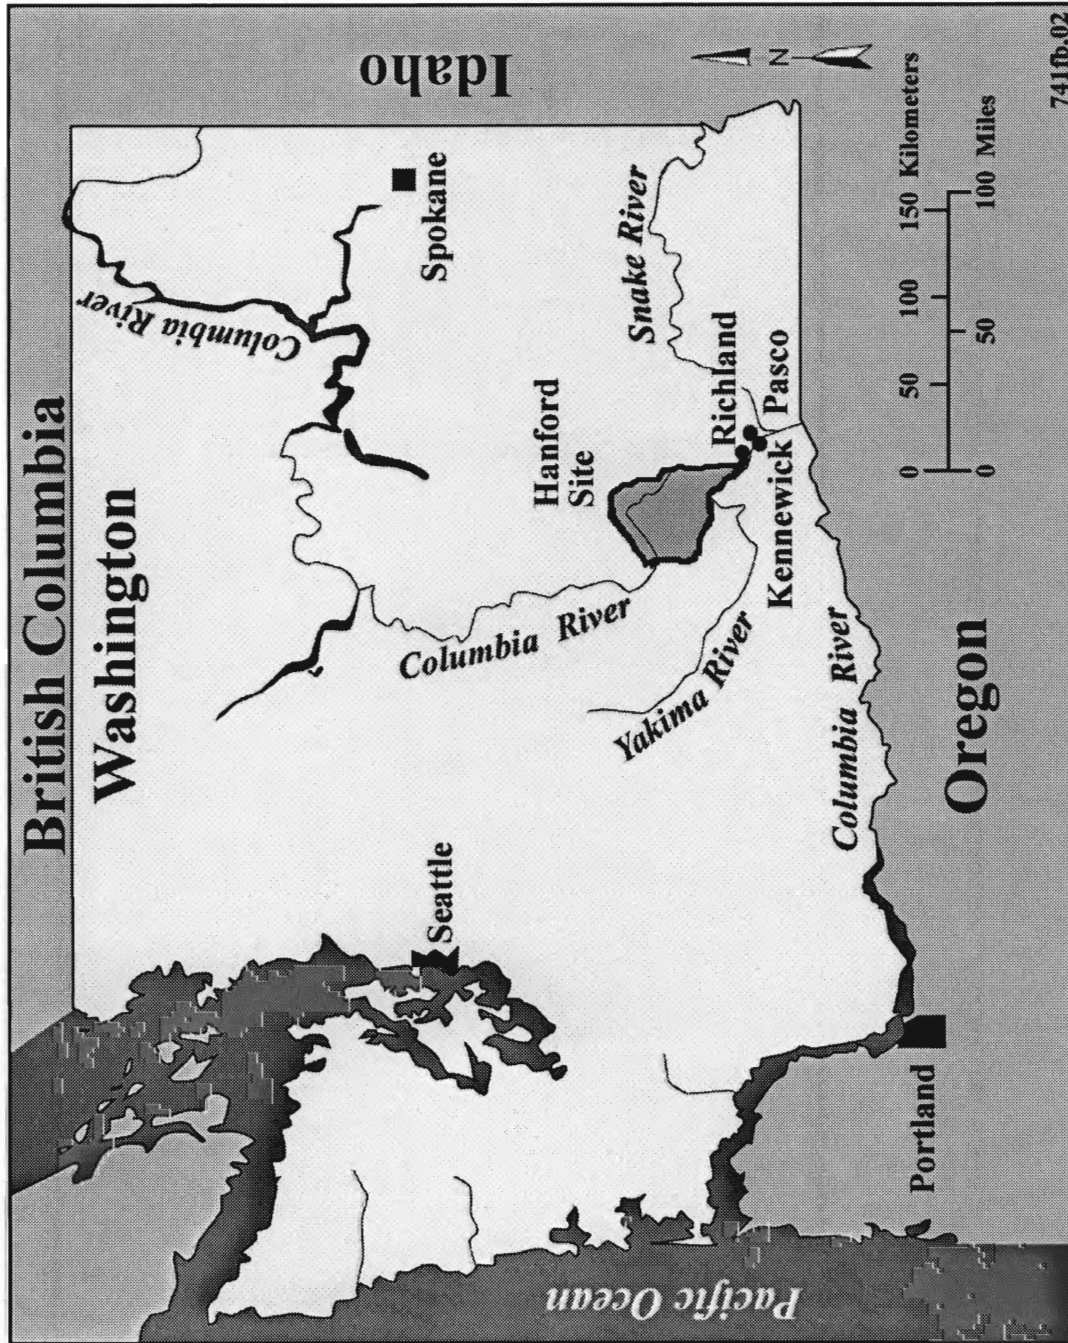 British Columbia
Washington
Idaho
Columbia River
Spokane
Seattle
Columbia River
Hanford
Site
Snake River
Yakima River
Richland
Pasco
Kennewick
Columbia River
Portland
Oregon
Pacific Ocean
N
0 50 100 150 Kilometers
0 50 100 Miles
741fb.02